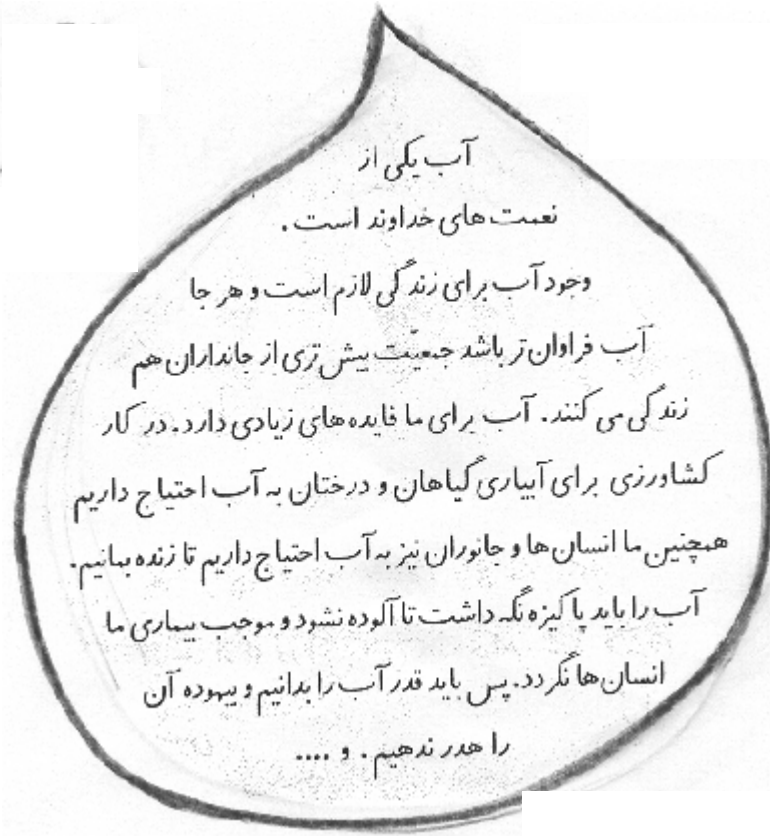 آب یکی از
نعمت های خداوند است .
وجود آب برای زندگی لازم است و هر جا
آب فراوان تر باشد جمعیّت بیش تری از جانداران هم
زندگی می کنند. آب برای ما فایده های زیادی دارد. در کار
کشاورزی برای آبیاری گیاهان و درختان به آب احتیاج داریم
همچنین ما انسان ها و جانوران نیز به آب احتیاج داریم تا زنده بمانیم.
آب را باید پاکیزه نگه داشت تا آلوده نشود و موجب بیماری ما
انسان ها نگردد. پس باید قدر آب را بدانیم و بیهوده آن
را هدر ندهیم . و ....